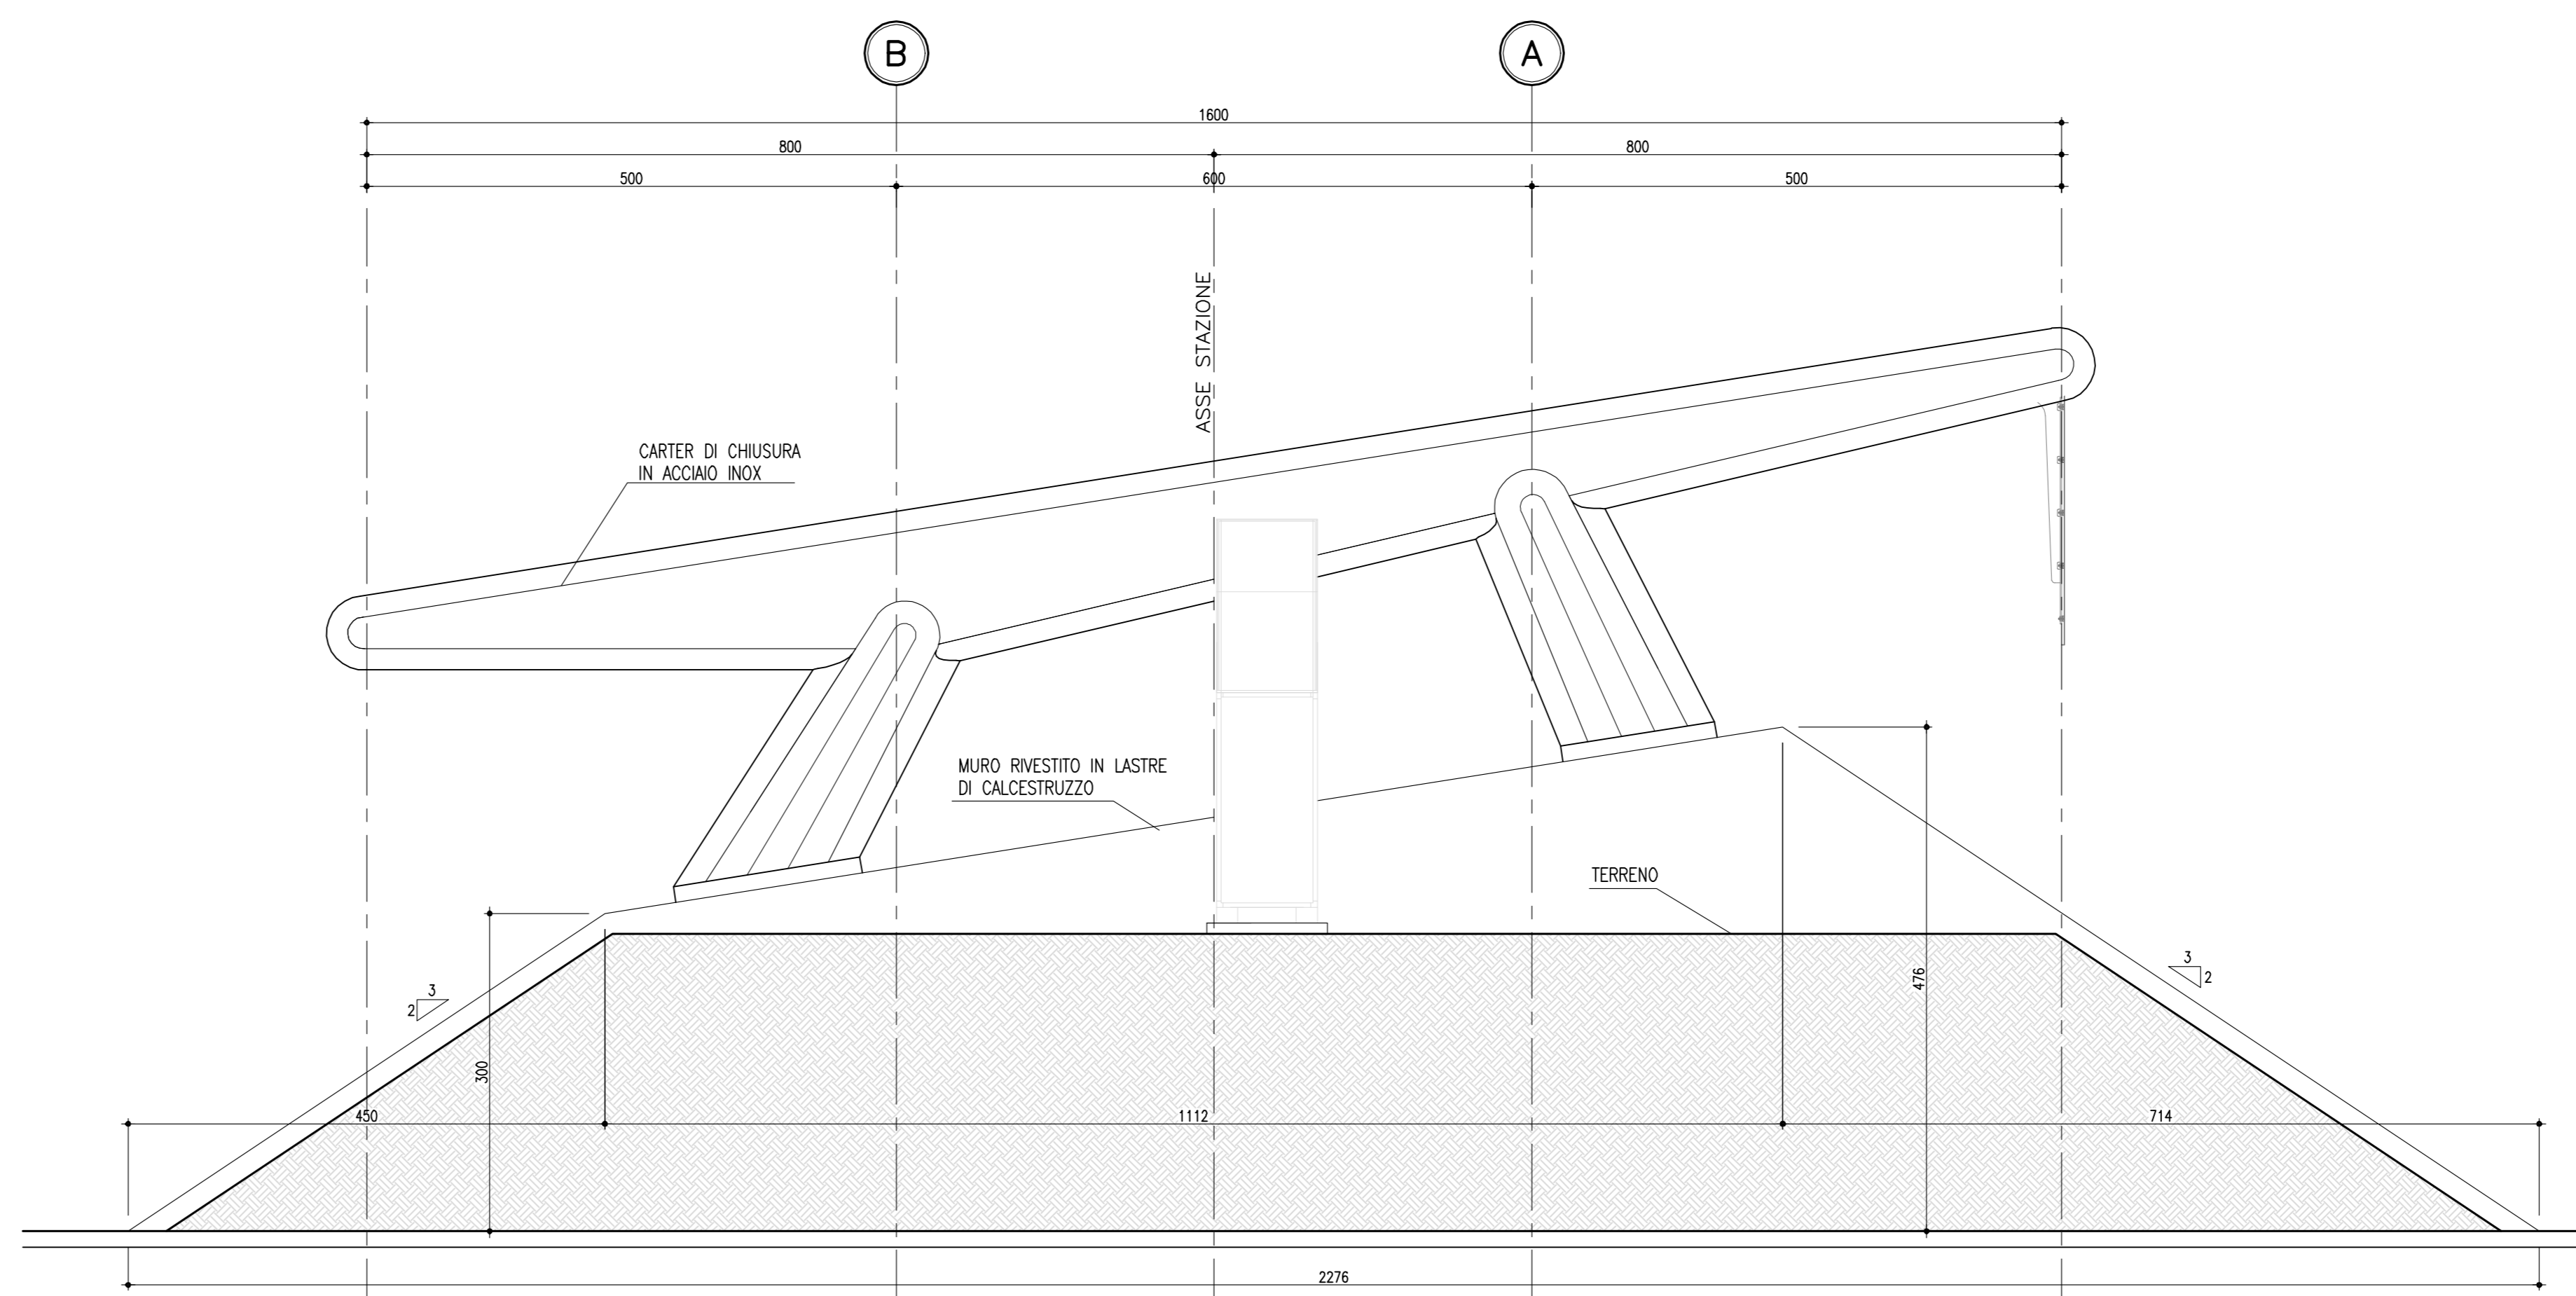 B
A
1600
800
800
500
600
500
ASSE STAZIONE
CARTER DI CHIUSURA
IN ACCIAIO INOX
MURO RIVESTITO IN LASTRE
DI CALCESTRUZZO
TERRENO
3
2
3
2
476
300
450
1112
714
2276